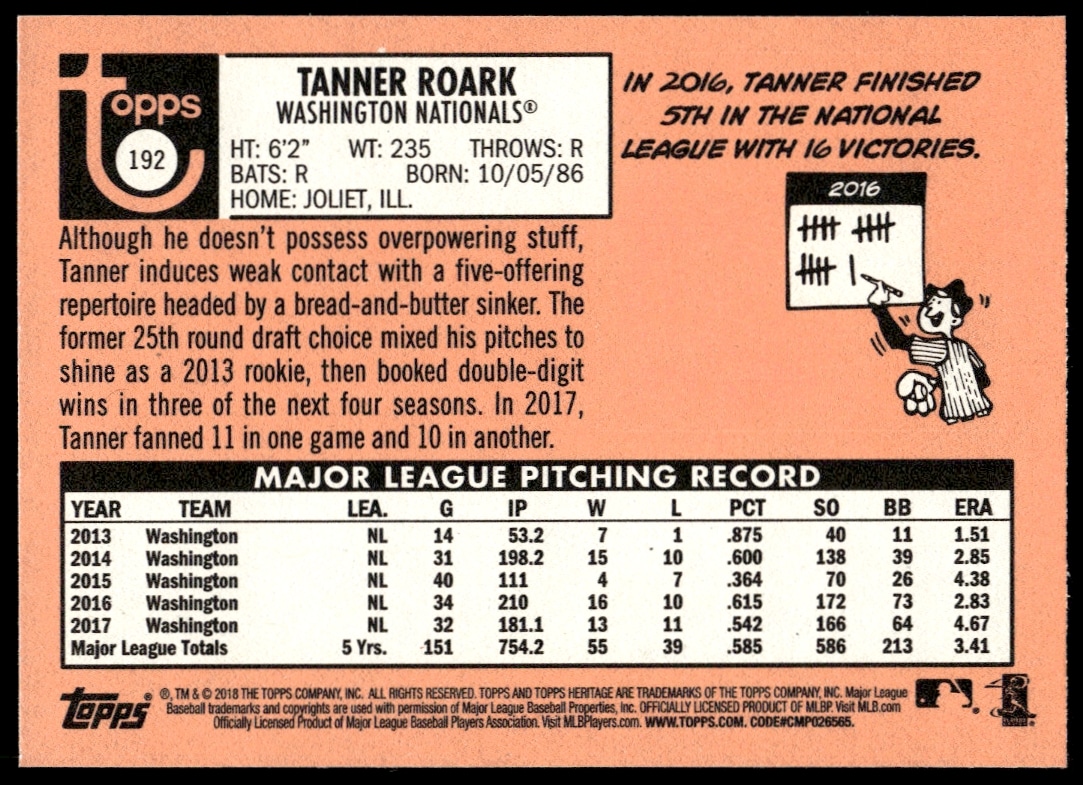 topps
192
TANNER ROARK
WASHINGTON NATIONALS®
HT: 6'2" WT: 235 THROWS: R
BATS: R BORN: 10/05/86
HOME: JOLIET, ILL.
IN 2016, TANNER FINISHED
5TH IN THE NATIONAL
LEAGUE WITH 16 VICTORIES.
2016
Although he doesn't possess overpowering stuff,
Tanner induces weak contact with a five-offering
repertoire headed by a bread-and-butter sinker. The
former 25th round draft choice mixed his pitches to
shine as a 2013 rookie, then booked double-digit
wins in three of the next four seasons. In 2017,
Tanner fanned 11 in one game and 10 in another.
MAJOR LEAGUE PITCHING RECORD
YEAR TEAM LEA. G IP W L PCT SO BB ERA
2013 Washington NL 14 53.2 7 1 .875 40 11 1.51
2014 Washington NL 31 198.2 15 10 .600 138 39 2.85
2015 Washington NL 40 111 4 7 .364 70 26 4.38
2016 Washington NL 34 210 16 10 .615 172 73 2.83
2017 Washington NL 32 181.1 13 11 .542 166 64 4.67
Major League Totals 5 Yrs. 151 754.2 55 39 .585 586 213 3.41
topps®
®, TM & © 2018 THE TOPPS COMPANY, INC. ALL RIGHTS RESERVED. TOPPS AND TOPPS HERITAGE ARE TRADEMARKS OF THE TOPPS COMPANY, INC. Major League
Baseball trademarks and copyrights are used with permission of Major League Baseball Properties, Inc. OFFICIALLY LICENSED PRODUCT OF MLBP. Visit MLB.com
Officially Licensed Product of Major League Baseball Players Association. Visit MLBPlayers.com. WWW.TOPPS.COM. CODE#CMP026565.